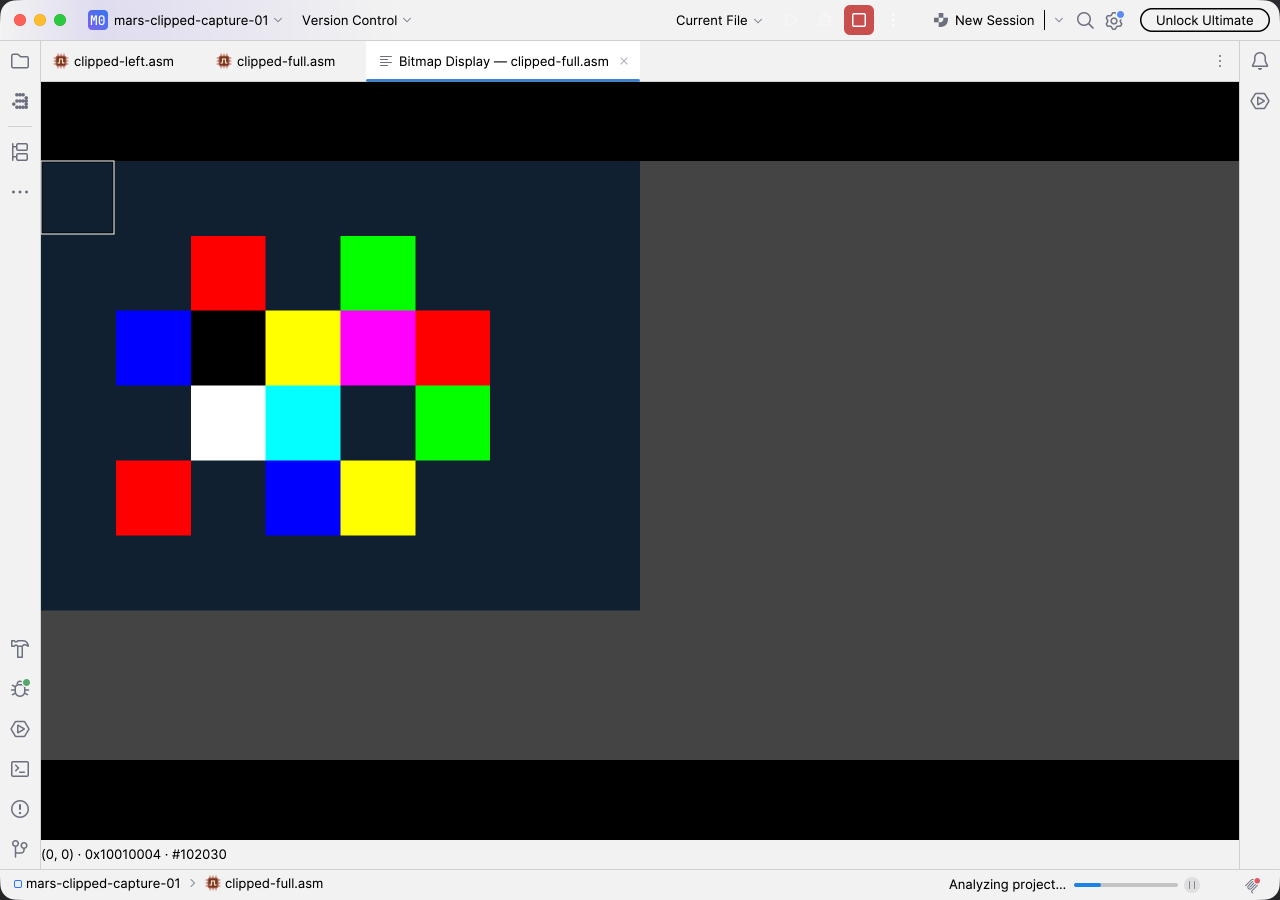 M0 mars-clipped-capture-01 Version Control Current File New Session Unlock Ultimate
clipped-left.asm clipped-full.asm Bitmap Display — clipped-full.asm
(0, 0) · 0x10010004 · #102030
mars-clipped-capture-01 clipped-full.asm Analyzing project...